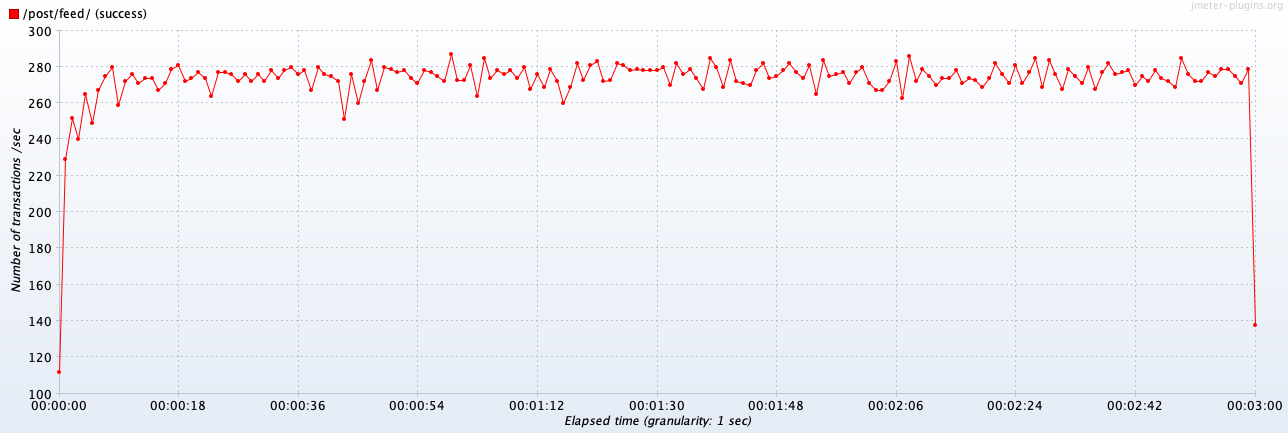 jmeter-plugins.org
/post/feed/ (success)
Number of transactions /sec
300
280
260
240
220
200
180
160
140
120
100
00:00:00 00:00:18 00:00:36 00:00:54 00:01:12 00:01:30 00:01:48 00:02:06 00:02:24 00:02:42 00:03:00
Elapsed time (granularity: 1 sec)